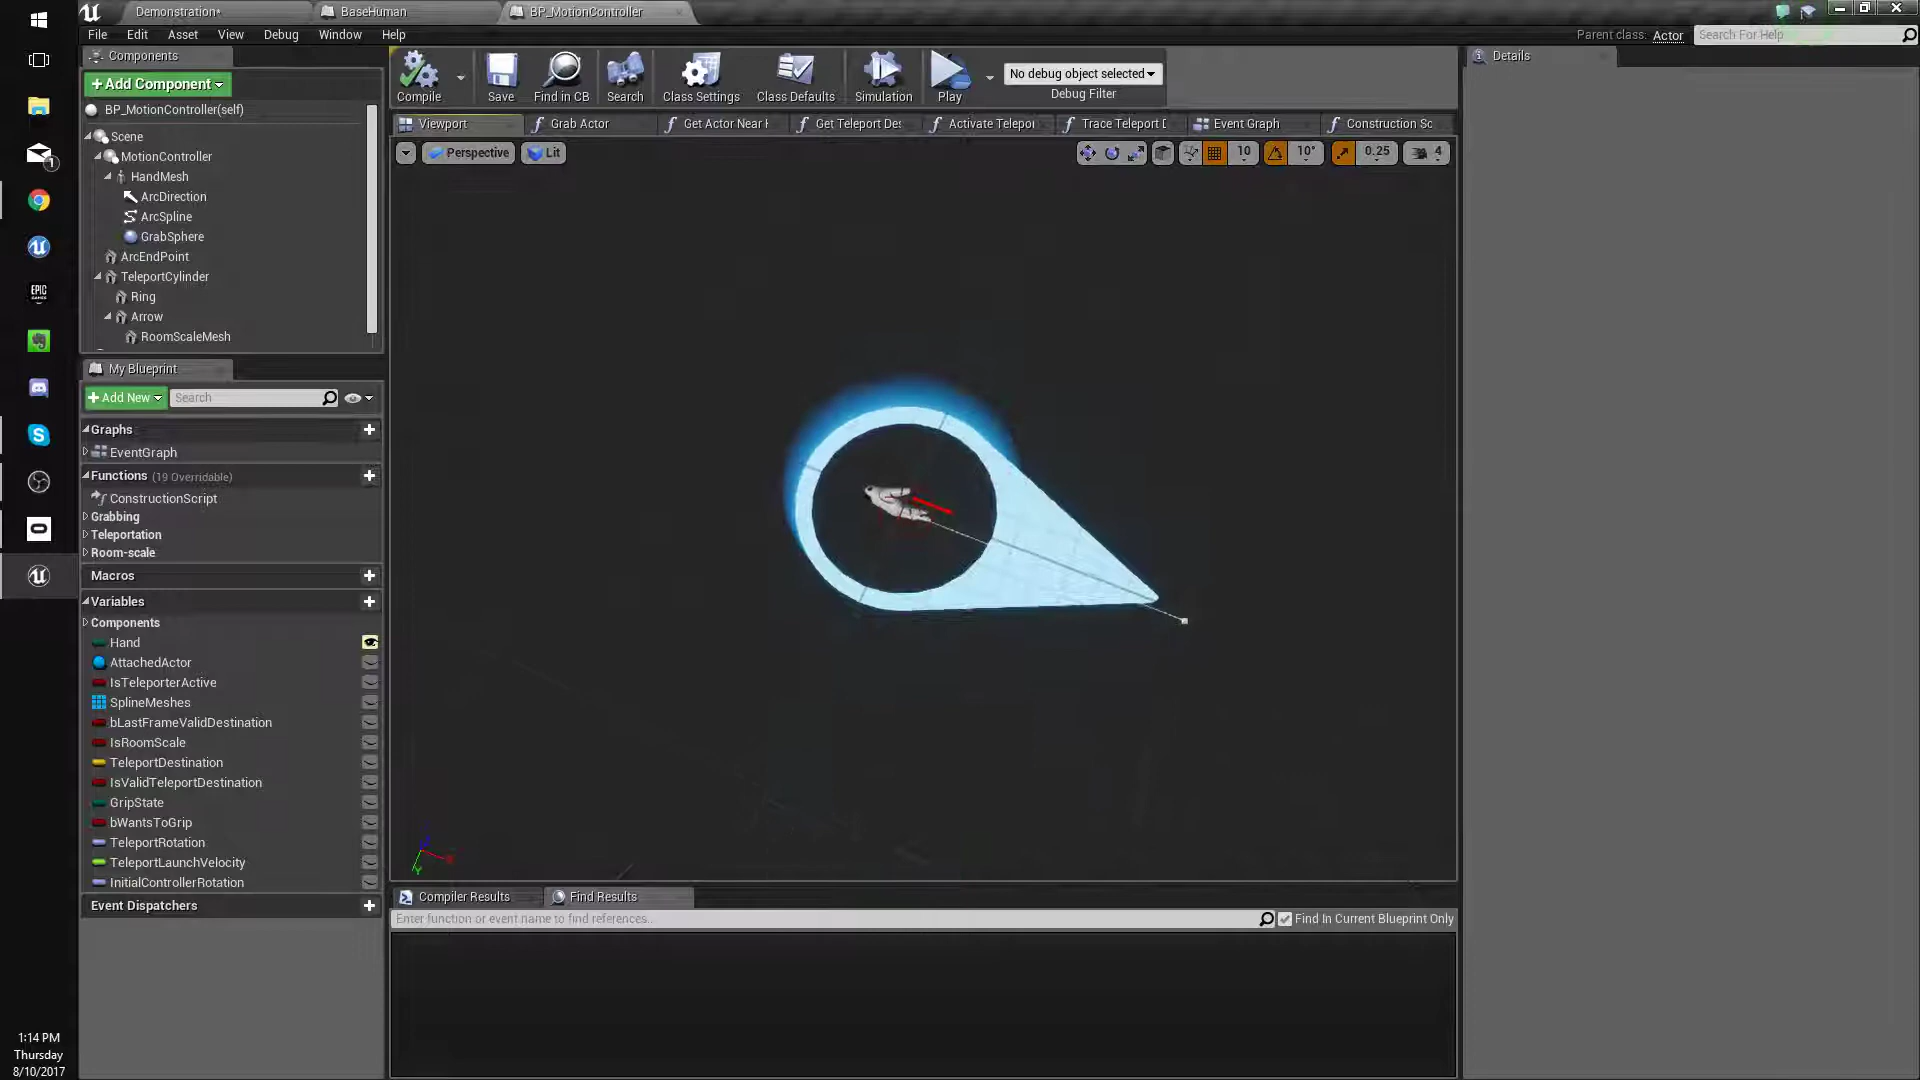 Demonstration*
BaseHuman
BP_MotionController
File Edit Asset View Debug Window Help
Parent class: Actor
Search For Help
Components
+Add Component
BP_MotionController(self)
Scene
MotionController
HandMesh
ArcDirection
ArcSpline
GrabSphere
ArcEndPoint
TeleportCylinder
Ring
Arrow
RoomScaleMesh
Compile
Save
Find in CB
Search
Class Settings
Class Defaults
Simulation
Play
No debug object selected
Debug Filter
Details
Viewport
Grab Actor
Get Actor Near
Get Teleport Des
Activate Telepor
Trace Teleport D
Event Graph
Construction Sc
Perspective
Lit
10
10°
0.25
4
My Blueprint
+Add New
Search
Graphs
EventGraph
Functions (19 Overridable)
ConstructionScript
Grabbing
Teleportation
Room-scale
Macros
Variables
Components
Hand
AttachedActor
IsTeleporterActive
SplineMeshes
bLastFrameValidDestination
IsRoomScale
TeleportDestination
IsValidTeleportDestination
GripState
bWantsToGrip
TeleportRotation
TeleportLaunchVelocity
InitialControllerRotation
Event Dispatchers
Compiler Results
Find Results
Enter function or event name to find references...
Find In Current Blueprint Only
EPIC
GAMES
1
1:14 PM
Thursday
8/10/2017